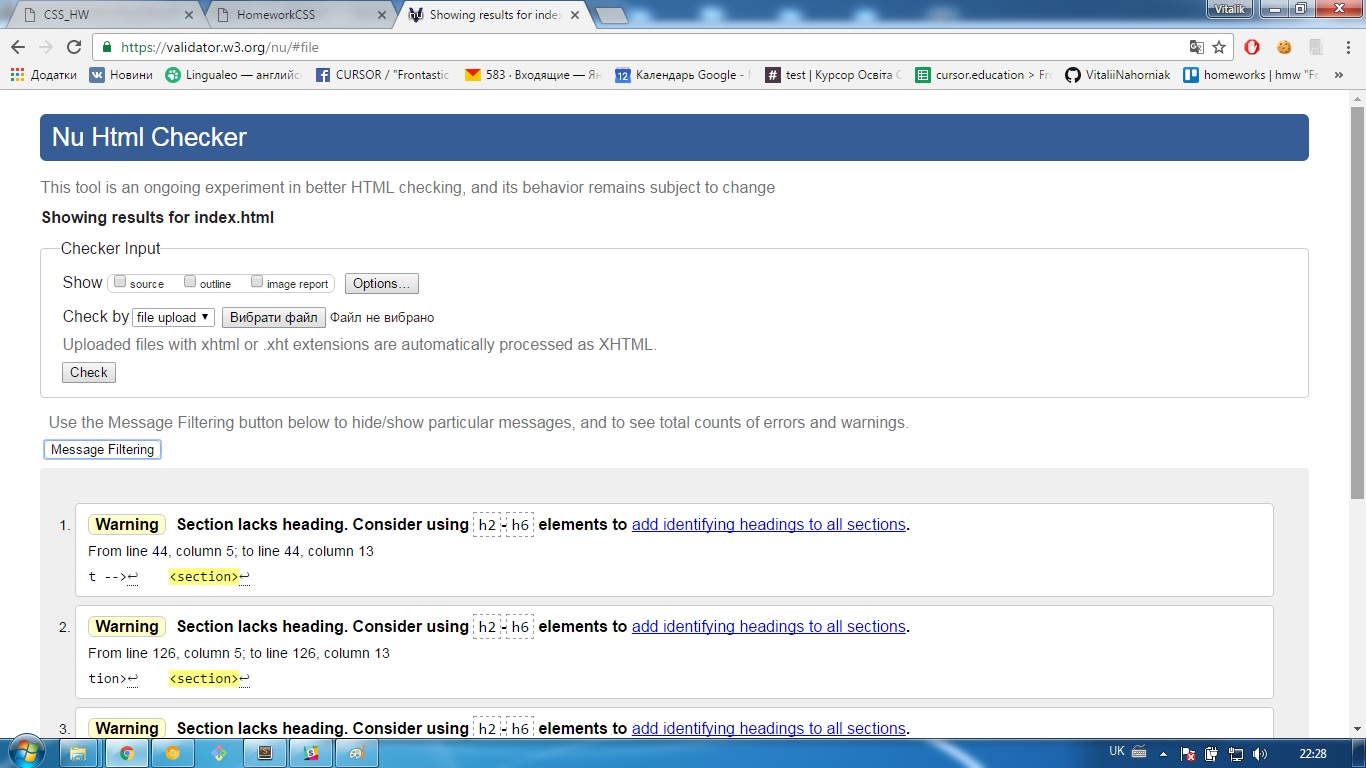 CSS_HW
HomeworkCSS
Showing results for inde
Vitalik
https://validator.w3.org/nu/#file
Додатки
Новини
Lingualeo — английс
CURSOR / "Frontastic
583 · Входящие — Ян
Календарь Google -
test | Курсор Освіта
cursor.education > Fr
VitaliiNahorniak
homeworks | hmw "Fr
»
Nu Html Checker
This tool is an ongoing experiment in better HTML checking, and its behavior remains subject to change
Showing results for index.html
Checker Input
Show source outline image report Options...
Check by file upload Вибрати файл Файл не вибрано
Uploaded files with xhtml or .xht extensions are automatically processed as XHTML.
Check
Use the Message Filtering button below to hide/show particular messages, and to see total counts of errors and warnings.
Message Filtering
1. Warning Section lacks heading. Consider using h2-h6 elements to add identifying headings to all sections.
From line 44, column 5; to line 44, column 13
t -->↩ <section>↩
2. Warning Section lacks heading. Consider using h2-h6 elements to add identifying headings to all sections.
From line 126, column 5; to line 126, column 13
tion>↩ <section>↩
3. Warning Section lacks heading. Consider using h2-h6 elements to add identifying headings to all sections.
UK
22:28